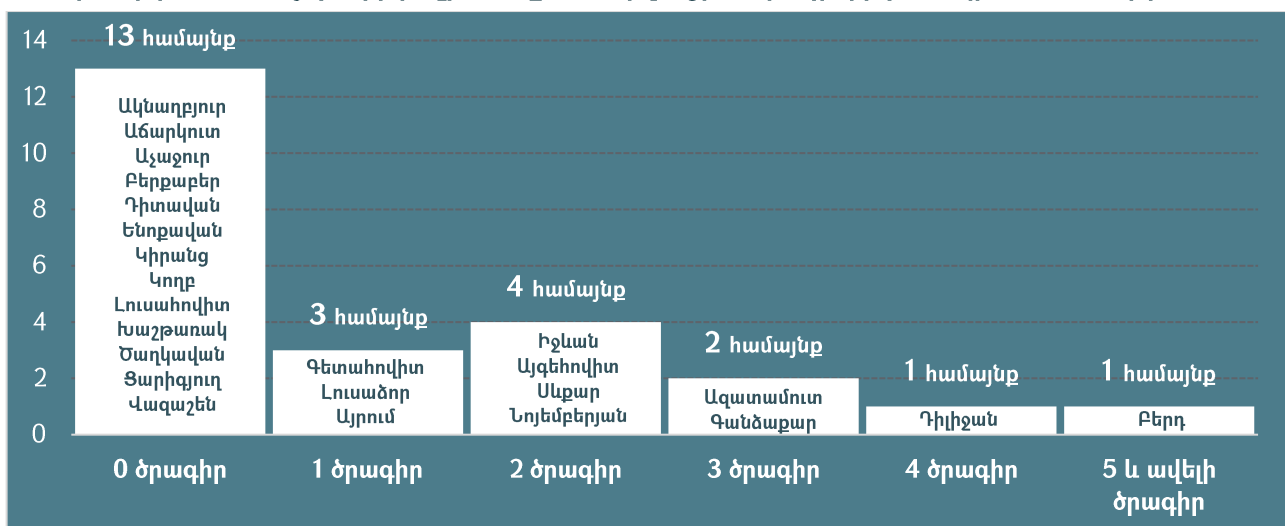 14
12
10
8
6
4
2
0
13 համայնք
Ակնաղբյուր
Աճարկուտ
Աչաջուր
Բերքաբեր
Դիտավան
Ենոքավան
Կիրանց
Կողբ
Լուսահովիտ
Խաշթառակ
Ծաղկավան
Ցարիգյուղ
Վազաշեն
0 ծրագիր
3 համայնք
Գետահովիտ
Լուսաձոր
Այրում
1 ծրագիր
4 համայնք
Իջևան
Այգեհովիտ
Սևքար
Նոյեմբերյան
2 ծրագիր
2 համայնք
Ազատամուտ
Գանձաքար
3 ծրագիր
1 համայնք
Դիլիջան
4 ծրագիր
1 համայնք
Բերդ
5 և ավելի
ծրագիր